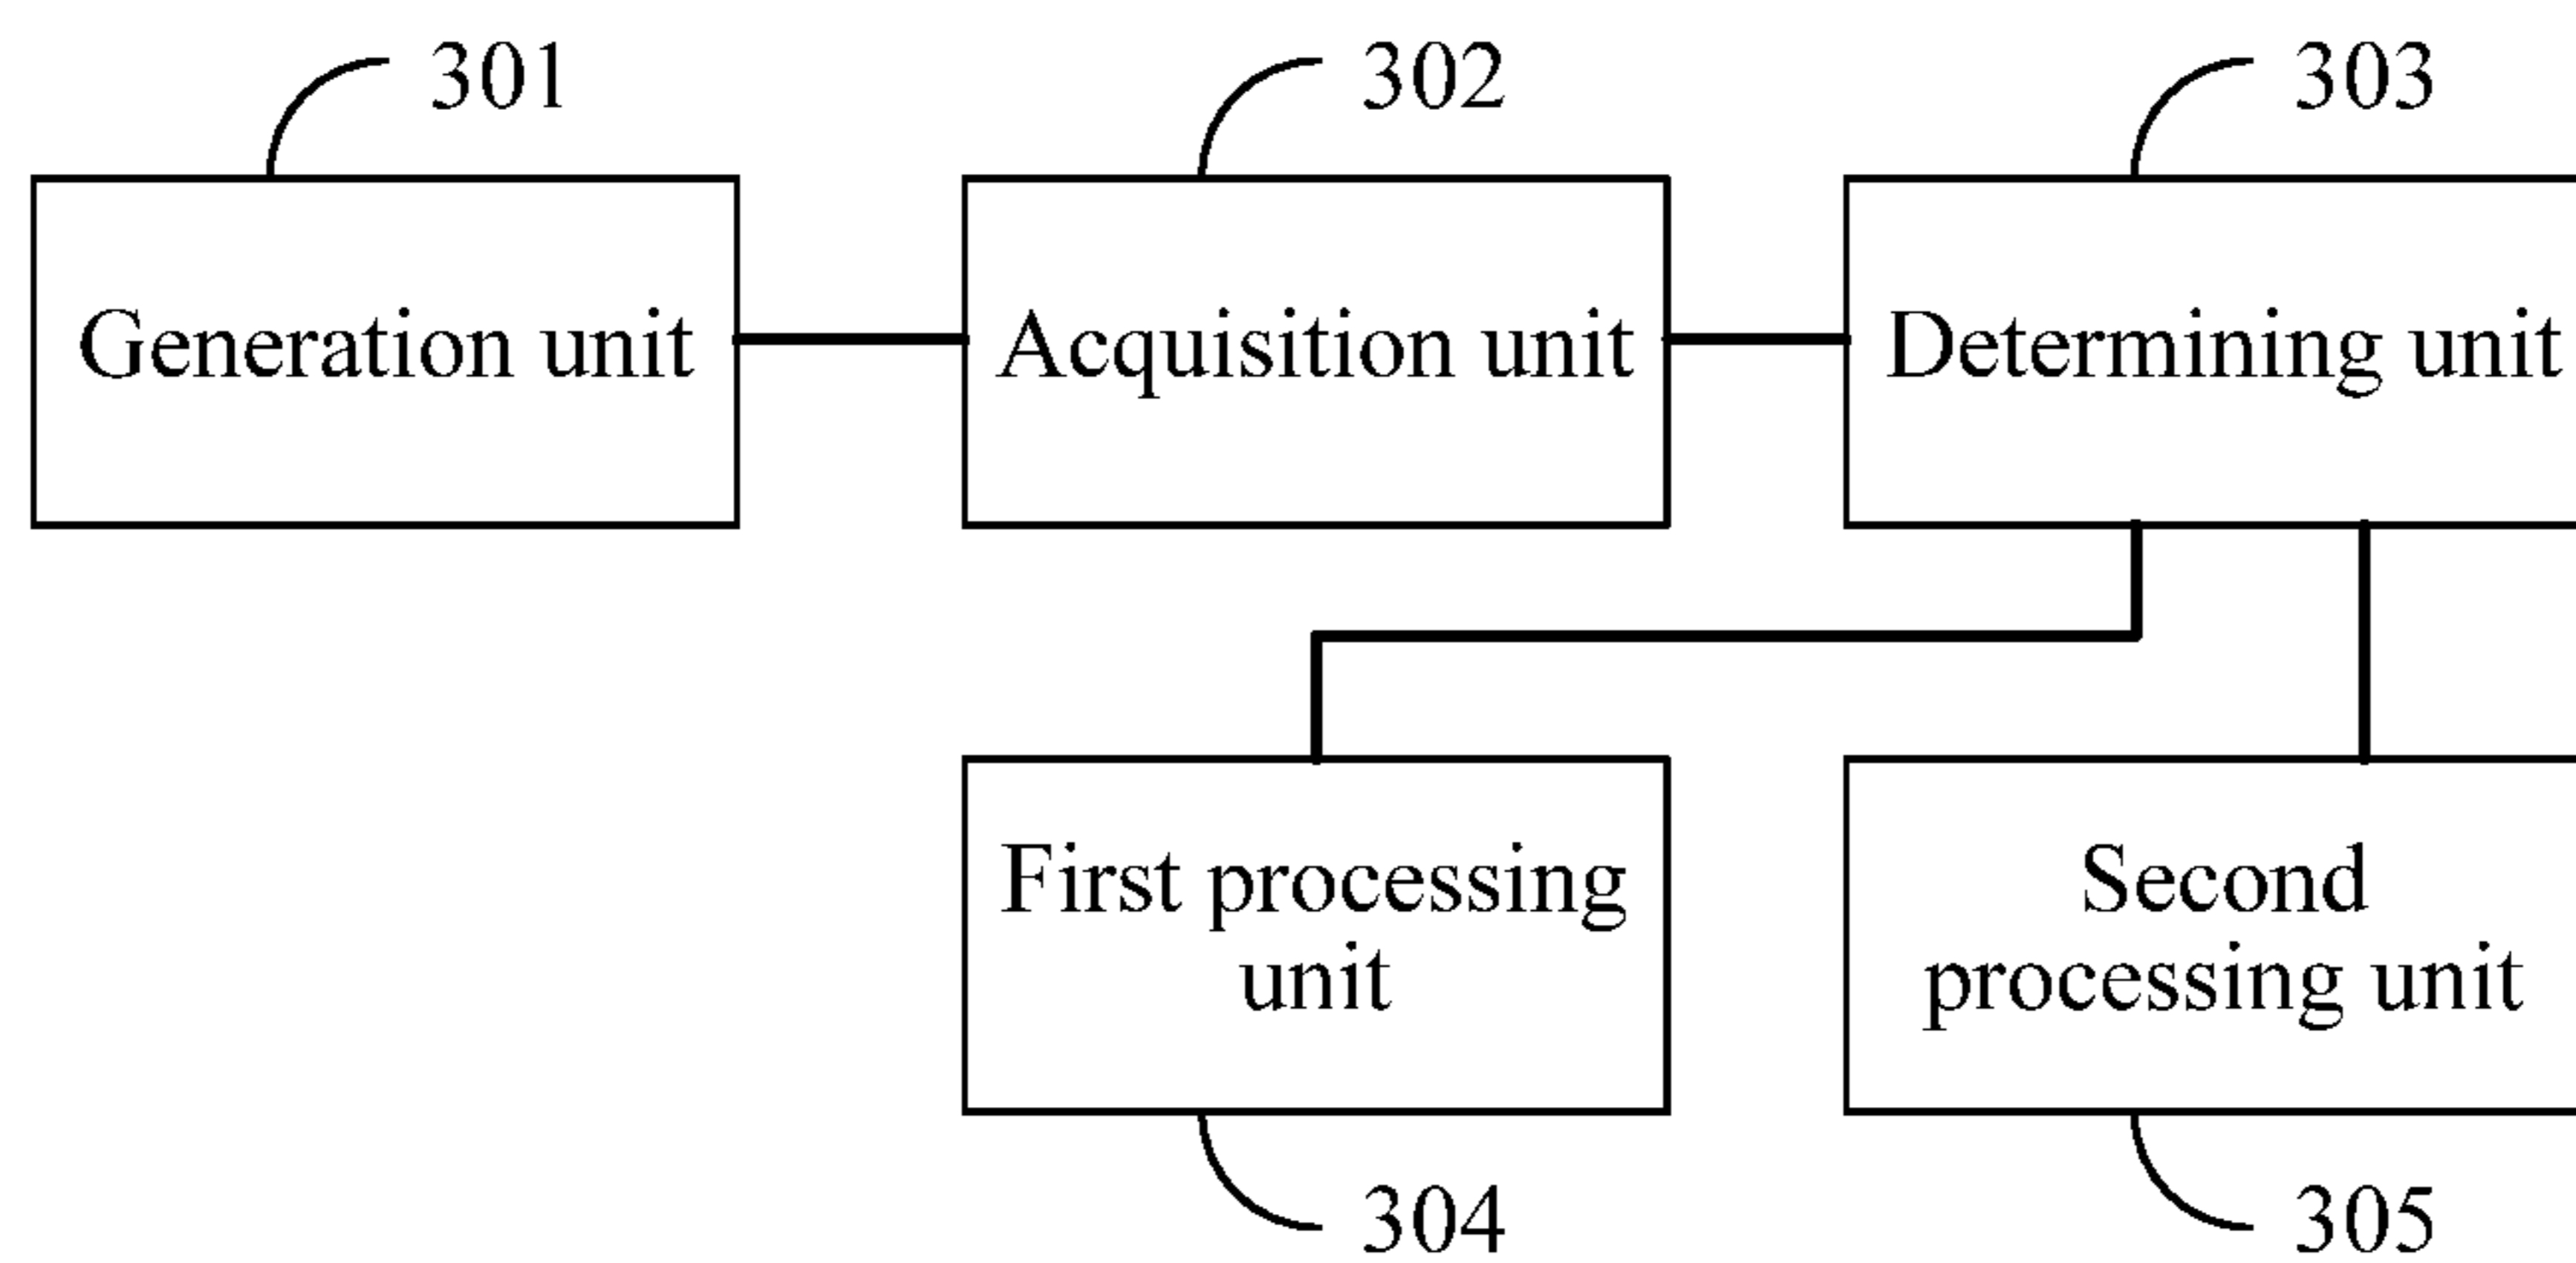 301
302
303
Generation unit
Acquisition unit
Determining unit
First processing
unit
Second
processing unit
304
305